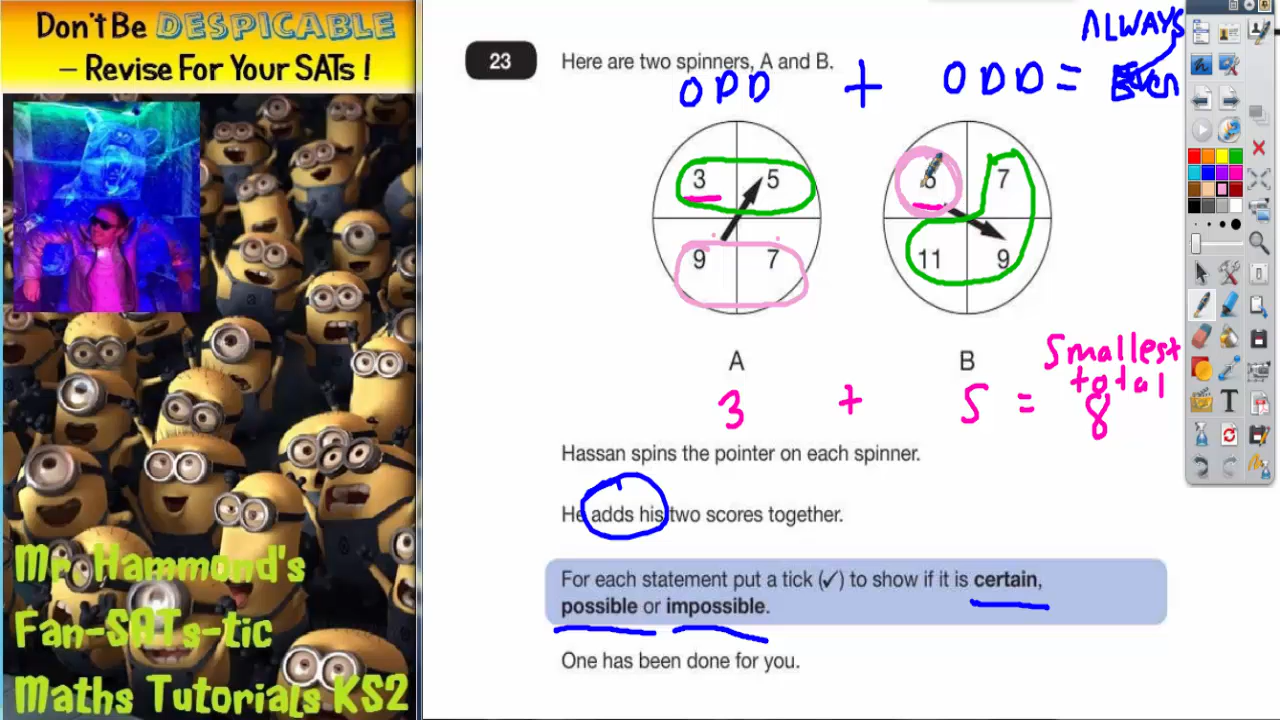 Don't Be DESPICABLE
– Revise For Your SATs !
Mr. Hammond's
Fan-SATs-tic
Maths Tutorials KS2
ALWAYS
23 Here are two spinners, A and B.
ODD + ODD = Even
3 5
9 7
7
11 9
A B
Smallest
total
3 + 5 = 8
Hassan spins the pointer on each spinner.
He adds his two scores together.
For each statement put a tick (✓) to show if it is certain,
possible or impossible.
One has been done for you.